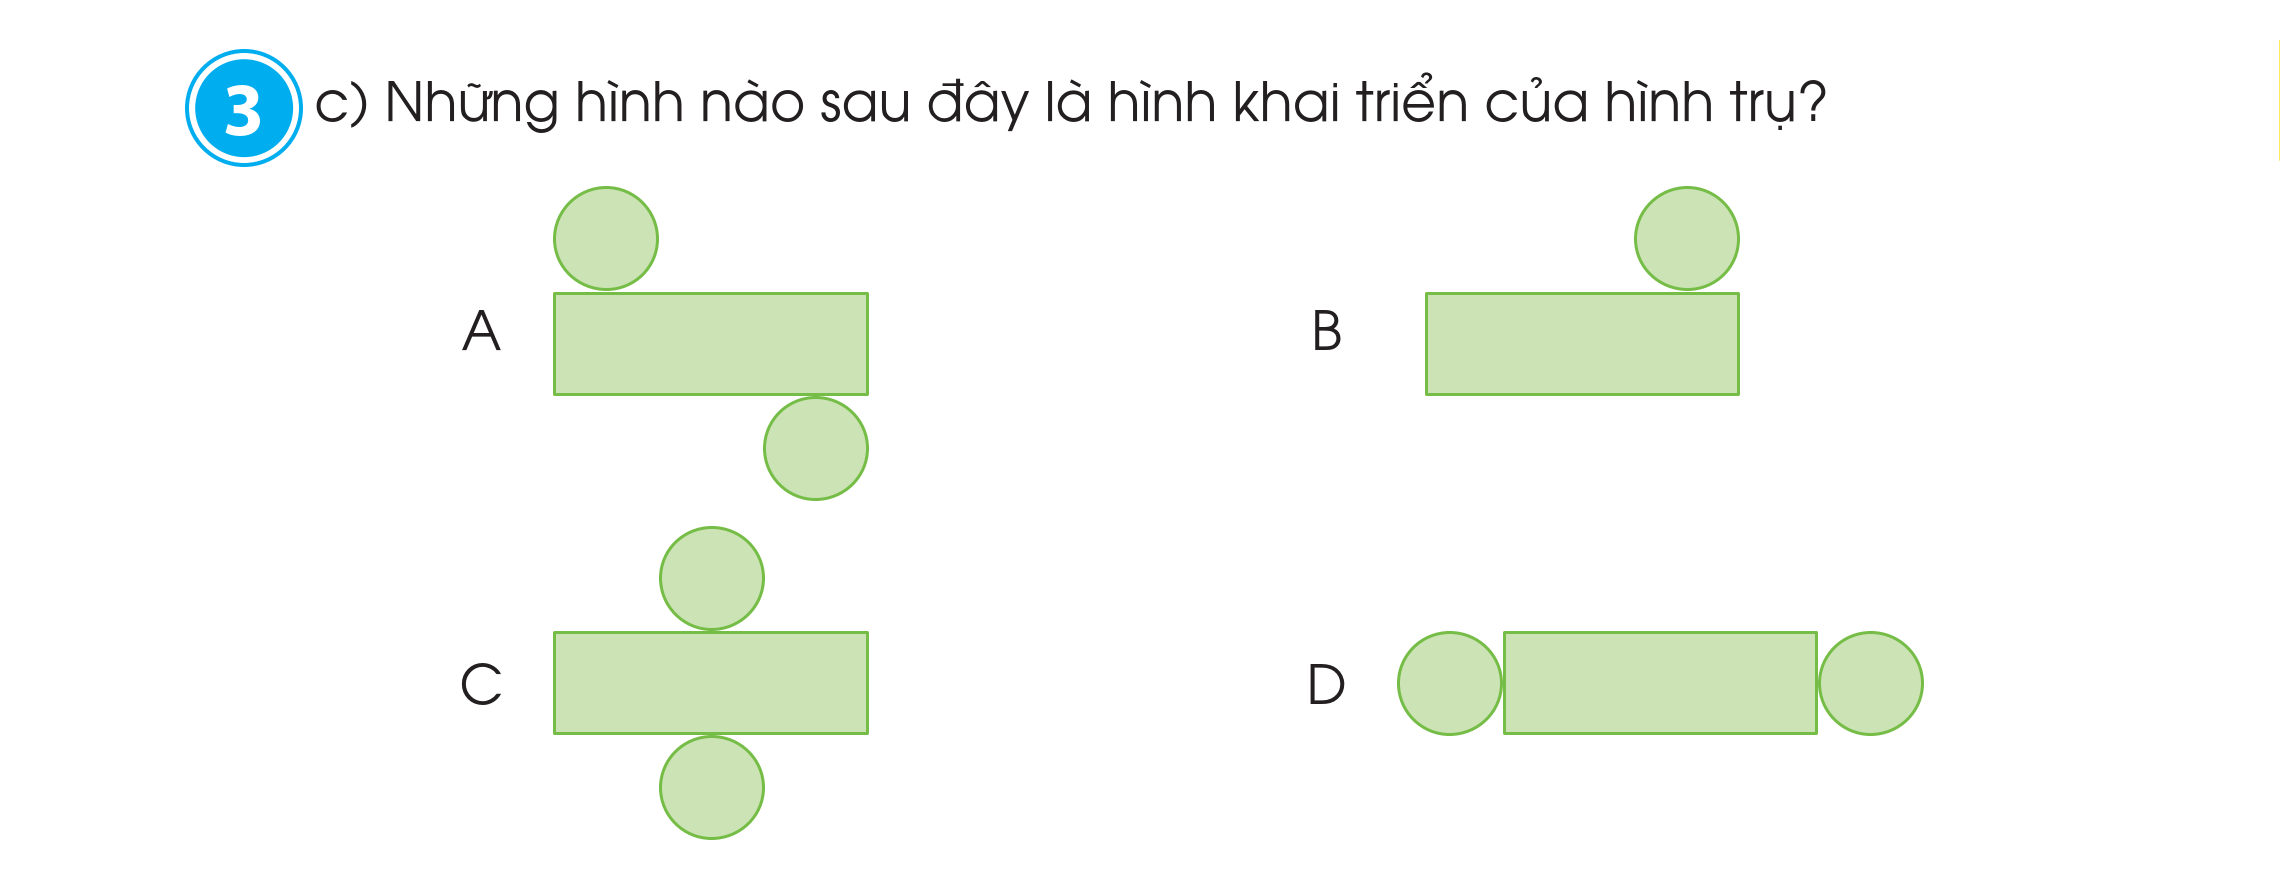 3 c) Những hình nào sau đây là hình khai triển của hình trụ?
A
B
C
D